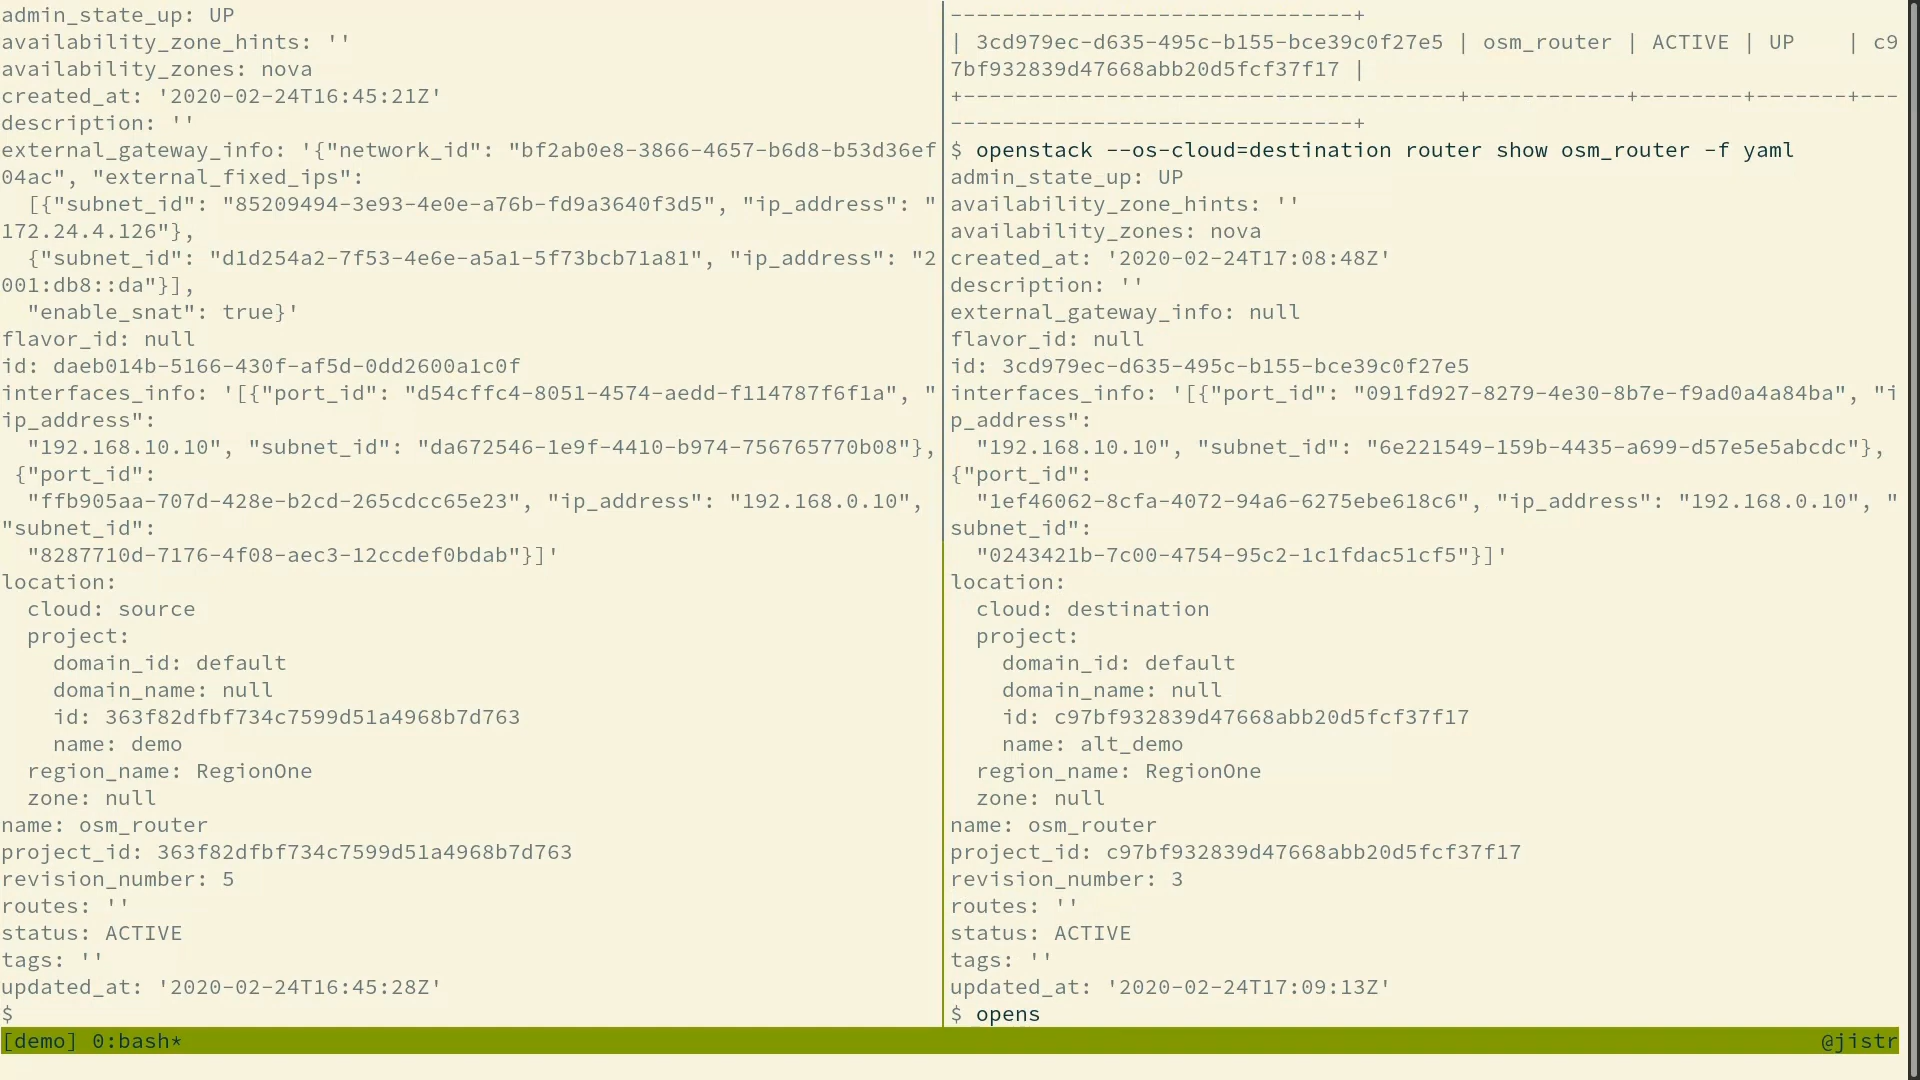 admin_state_up: UP
availability_zone_hints: ''
availability_zones: nova
created_at: '2020-02-24T16:45:21Z'
description: ''
external_gateway_info: '{"network_id": "bf2ab0e8-3866-4657-b6d8-b53d36ef
04ac", "external_fixed_ips":
  [{"subnet_id": "85209494-3e93-4e0e-a76b-fd9a3640f3d5", "ip_address": "
172.24.4.126"},
  {"subnet_id": "d1d254a2-7f53-4e6e-a5a1-5f73bcb71a81", "ip_address": "2
001:db8::da"}],
  "enable_snat": true}'
flavor_id: null
id: daeb014b-5166-430f-af5d-0dd2600a1c0f
interfaces_info: '[{"port_id": "d54cffc4-8051-4574-aedd-f114787f6f1a", "
ip_address":
  "192.168.10.10", "subnet_id": "da672546-1e9f-4410-b974-756765770b08"},
 {"port_id":
  "ffb905aa-707d-428e-b2cd-265cdcc65e23", "ip_address": "192.168.0.10",
"subnet_id":
  "8287710d-7176-4f08-aec3-12ccdef0bdab"}]'
location:
  cloud: source
  project:
    domain_id: default
    domain_name: null
    id: 363f82dfbf734c7599d51a4968b7d763
    name: demo
  region_name: RegionOne
  zone: null
name: osm_router
project_id: 363f82dfbf734c7599d51a4968b7d763
revision_number: 5
routes: ''
status: ACTIVE
tags: ''
updated_at: '2020-02-24T16:45:28Z'
$
-------------------------------+
| 3cd979ec-d635-495c-b155-bce39c0f27e5 | osm_router | ACTIVE | UP    | c9
7bf932839d47668abb20d5fcf37f17 |
+--------------------------------------+------------+--------+-------+---
-------------------------------+
$ openstack --os-cloud=destination router show osm_router -f yaml
admin_state_up: UP
availability_zone_hints: ''
availability_zones: nova
created_at: '2020-02-24T17:08:48Z'
description: ''
external_gateway_info: null
flavor_id: null
id: 3cd979ec-d635-495c-b155-bce39c0f27e5
interfaces_info: '[{"port_id": "091fd927-8279-4e30-8b7e-f9ad0a4a84ba", "i
p_address":
  "192.168.10.10", "subnet_id": "6e221549-159b-4435-a699-d57e5e5abcdc"},
{"port_id":
  "1ef46062-8cfa-4072-94a6-6275ebe618c6", "ip_address": "192.168.0.10", "
subnet_id":
  "0243421b-7c00-4754-95c2-1c1fdac51cf5"}]'
location:
  cloud: destination
  project:
    domain_id: default
    domain_name: null
    id: c97bf932839d47668abb20d5fcf37f17
    name: alt_demo
  region_name: RegionOne
  zone: null
name: osm_router
project_id: c97bf932839d47668abb20d5fcf37f17
revision_number: 3
routes: ''
status: ACTIVE
tags: ''
updated_at: '2020-02-24T17:09:13Z'
$ opens
[demo] 0:bash* @jistr